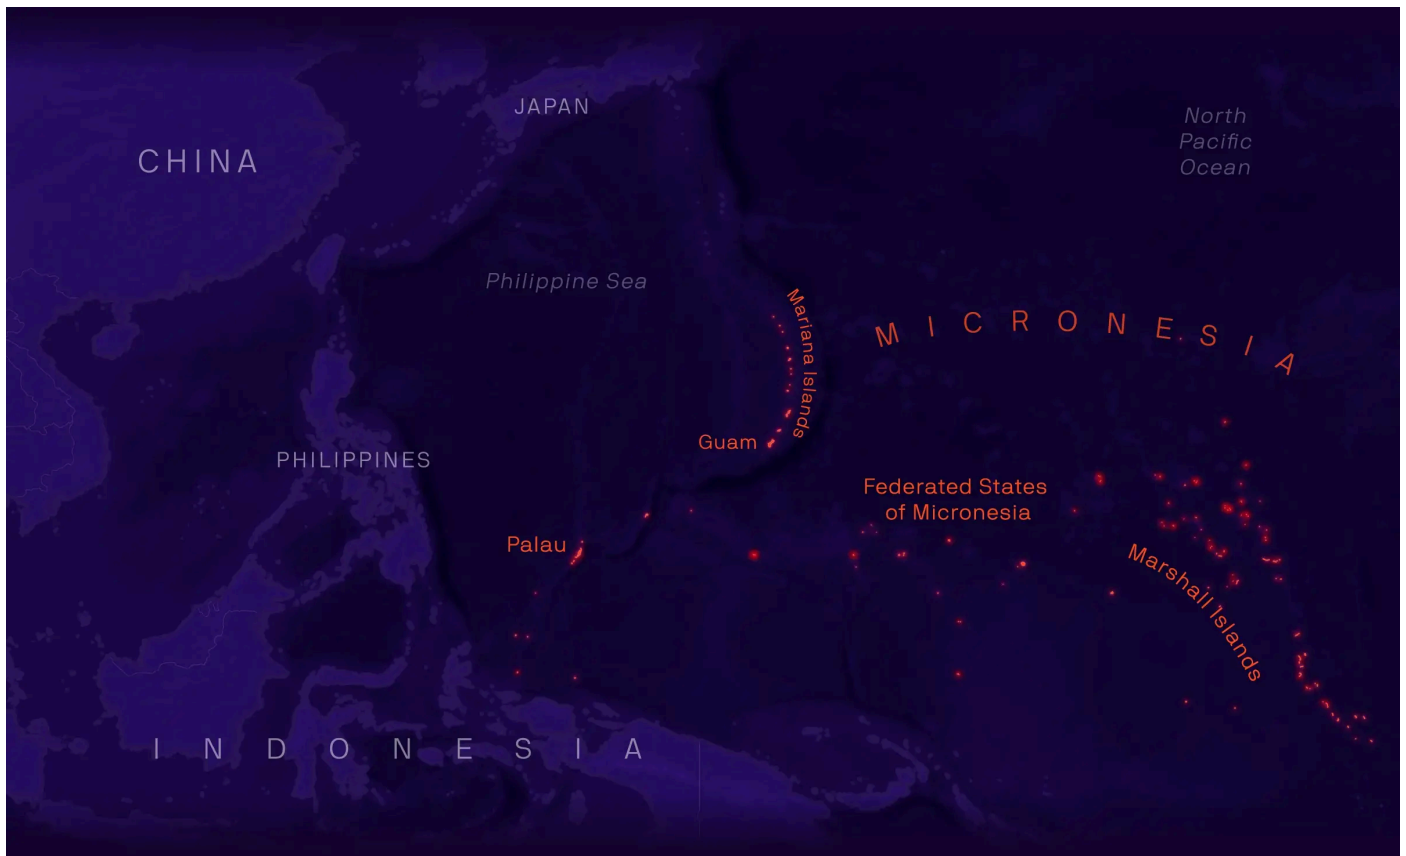 JAPAN
North
Pacific
Ocean
CHINA
Philippine Sea
Mariana Islands
MICRONESIA
Guam
PHILIPPINES
Federated States
of Micronesia
Palau
Marshall Islands
INDONESIA